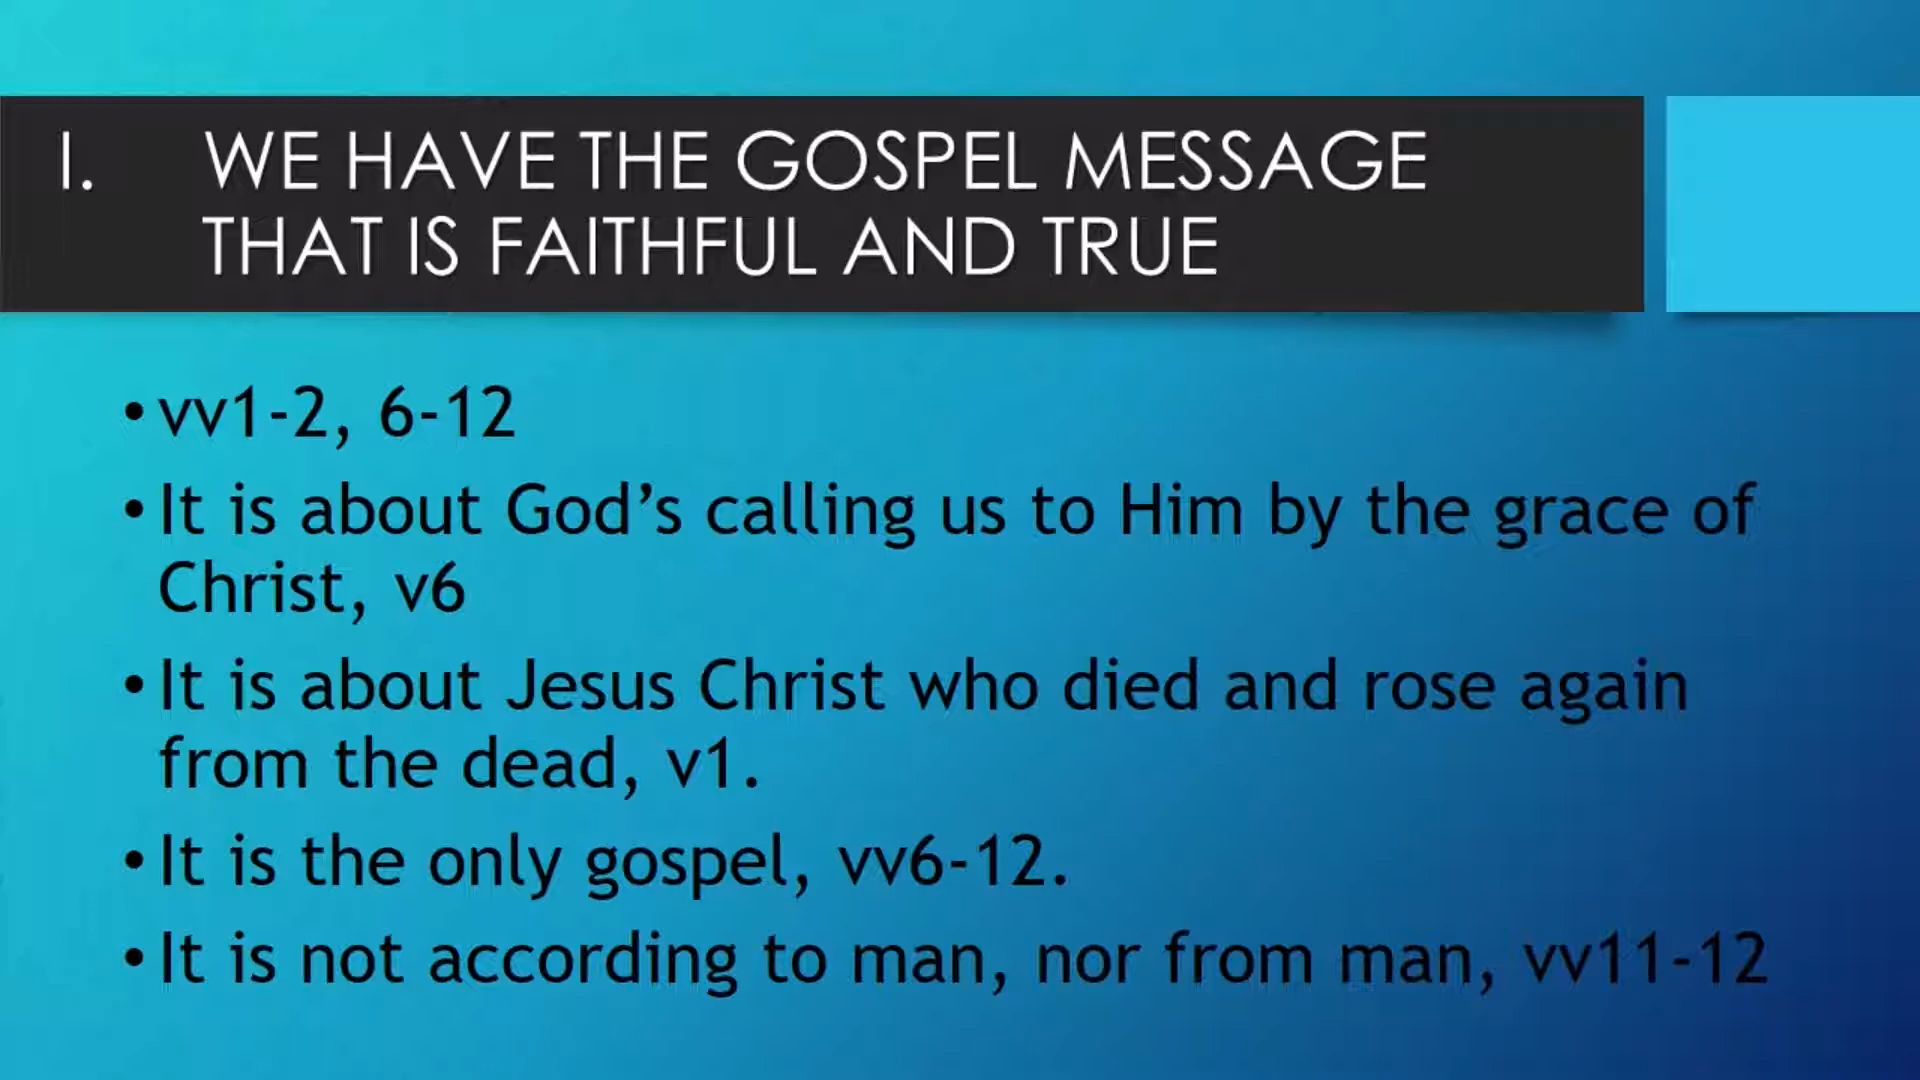 I. WE HAVE THE GOSPEL MESSAGE
THAT IS FAITHFUL AND TRUE
• vv1-2, 6-12
• It is about God’s calling us to Him by the grace of
Christ, v6
• It is about Jesus Christ who died and rose again
from the dead, v1.
• It is the only gospel, vv6-12.
• It is not according to man, nor from man, vv11-12